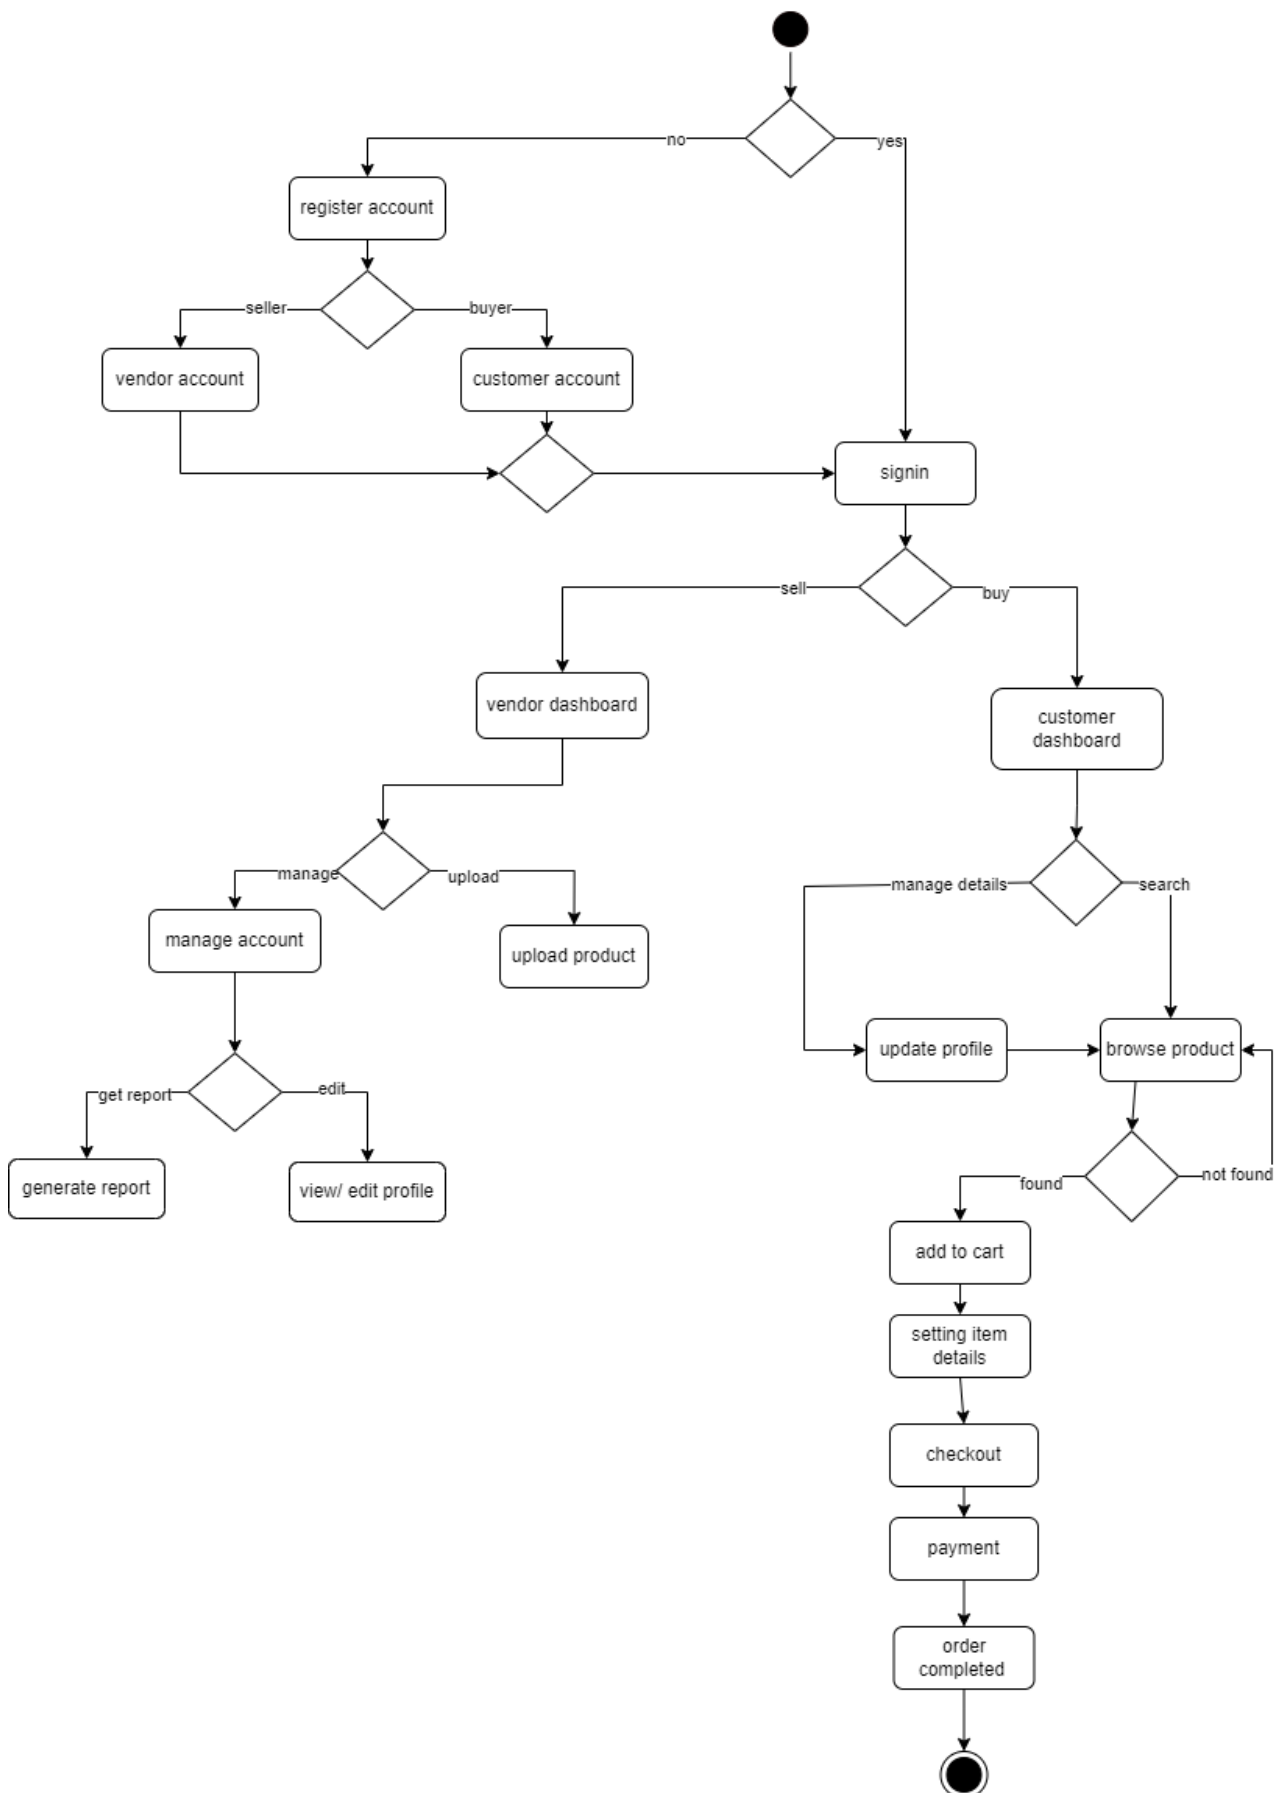 no
yes
register account
seller
buyer
vendor account
customer account
signin
sell
buy
vendor dashboard
customer
dashboard
manage
upload
manage details
search
manage account
upload product
update profile
browse product
get report
edit
found
not found
generate report
view/ edit profile
add to cart
setting item
details
checkout
payment
order
completed